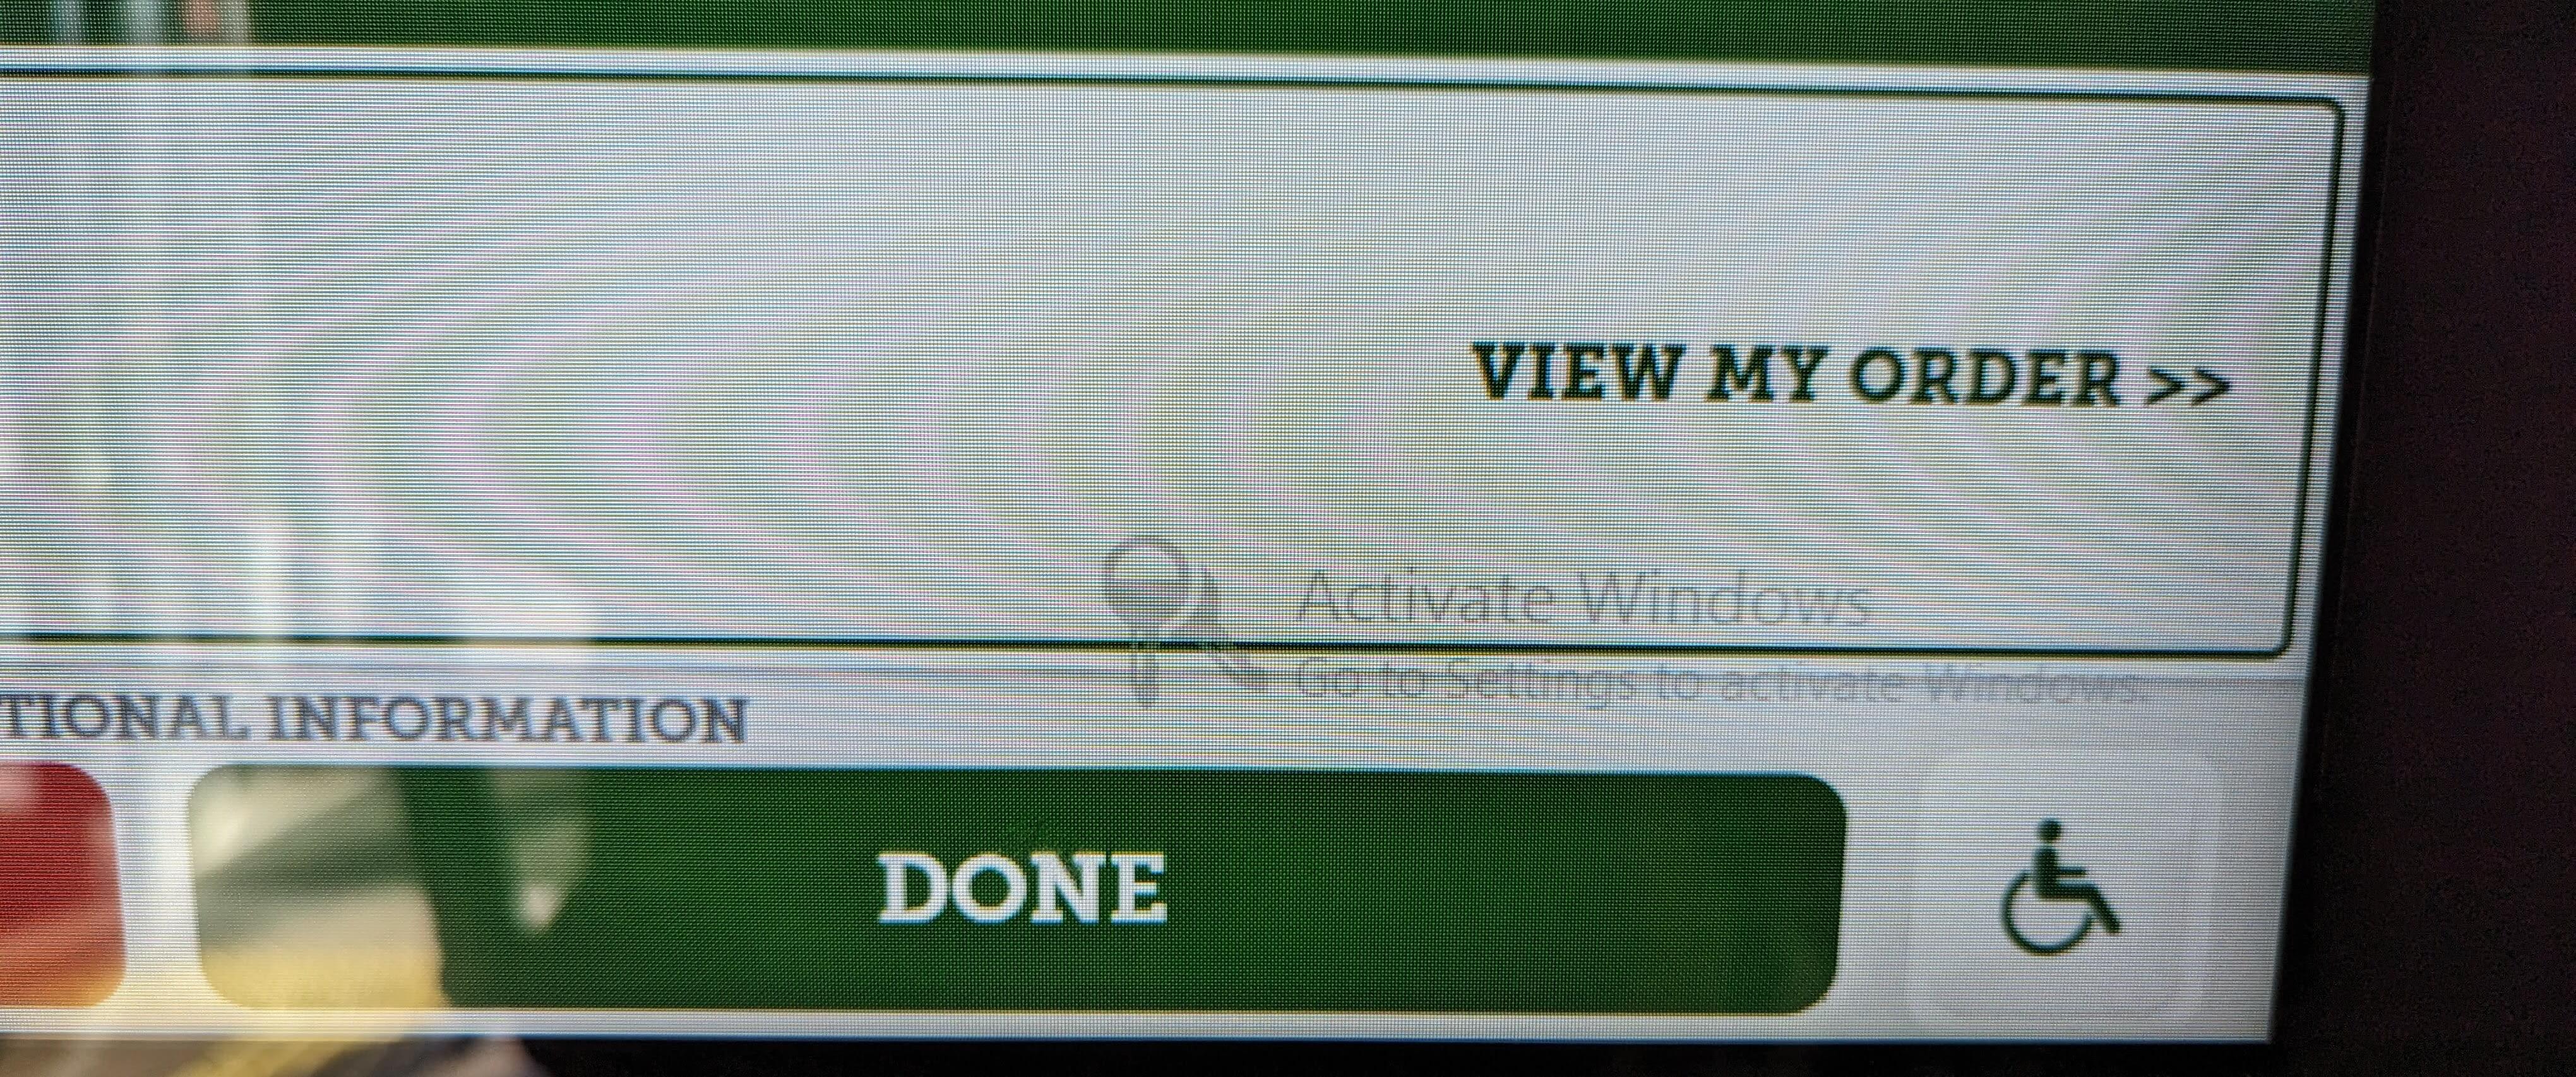 VIEW MY ORDER >>
Activate Windows
Go to Settings to activate Windows.
TIONAL INFORMATION
DONE